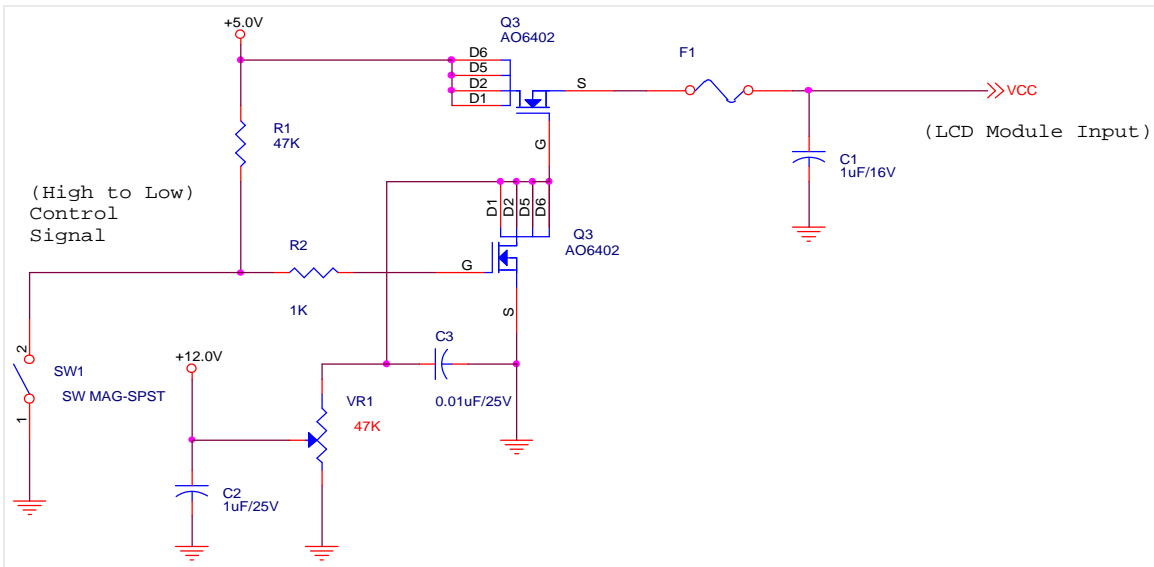 +5.0V
Q3
AO6402
D6
D5
D2
D1
S
G
F1
VCC
(LCD Module Input)
C1
1uF/16V
R1
47K
(High to Low)
Control
Signal
D1
D2
D5
D6
Q3
AO6402
R2
1K
G
S
C3
0.01uF/25V
+12.0V
2
SW1
SW MAG-SPST
1
VR1
47K
C2
1uF/25V